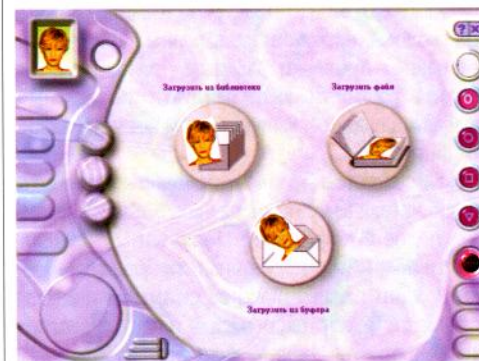 Загрузить из библиотеки
Загрузить файл
Загрузить из буфера
? ×